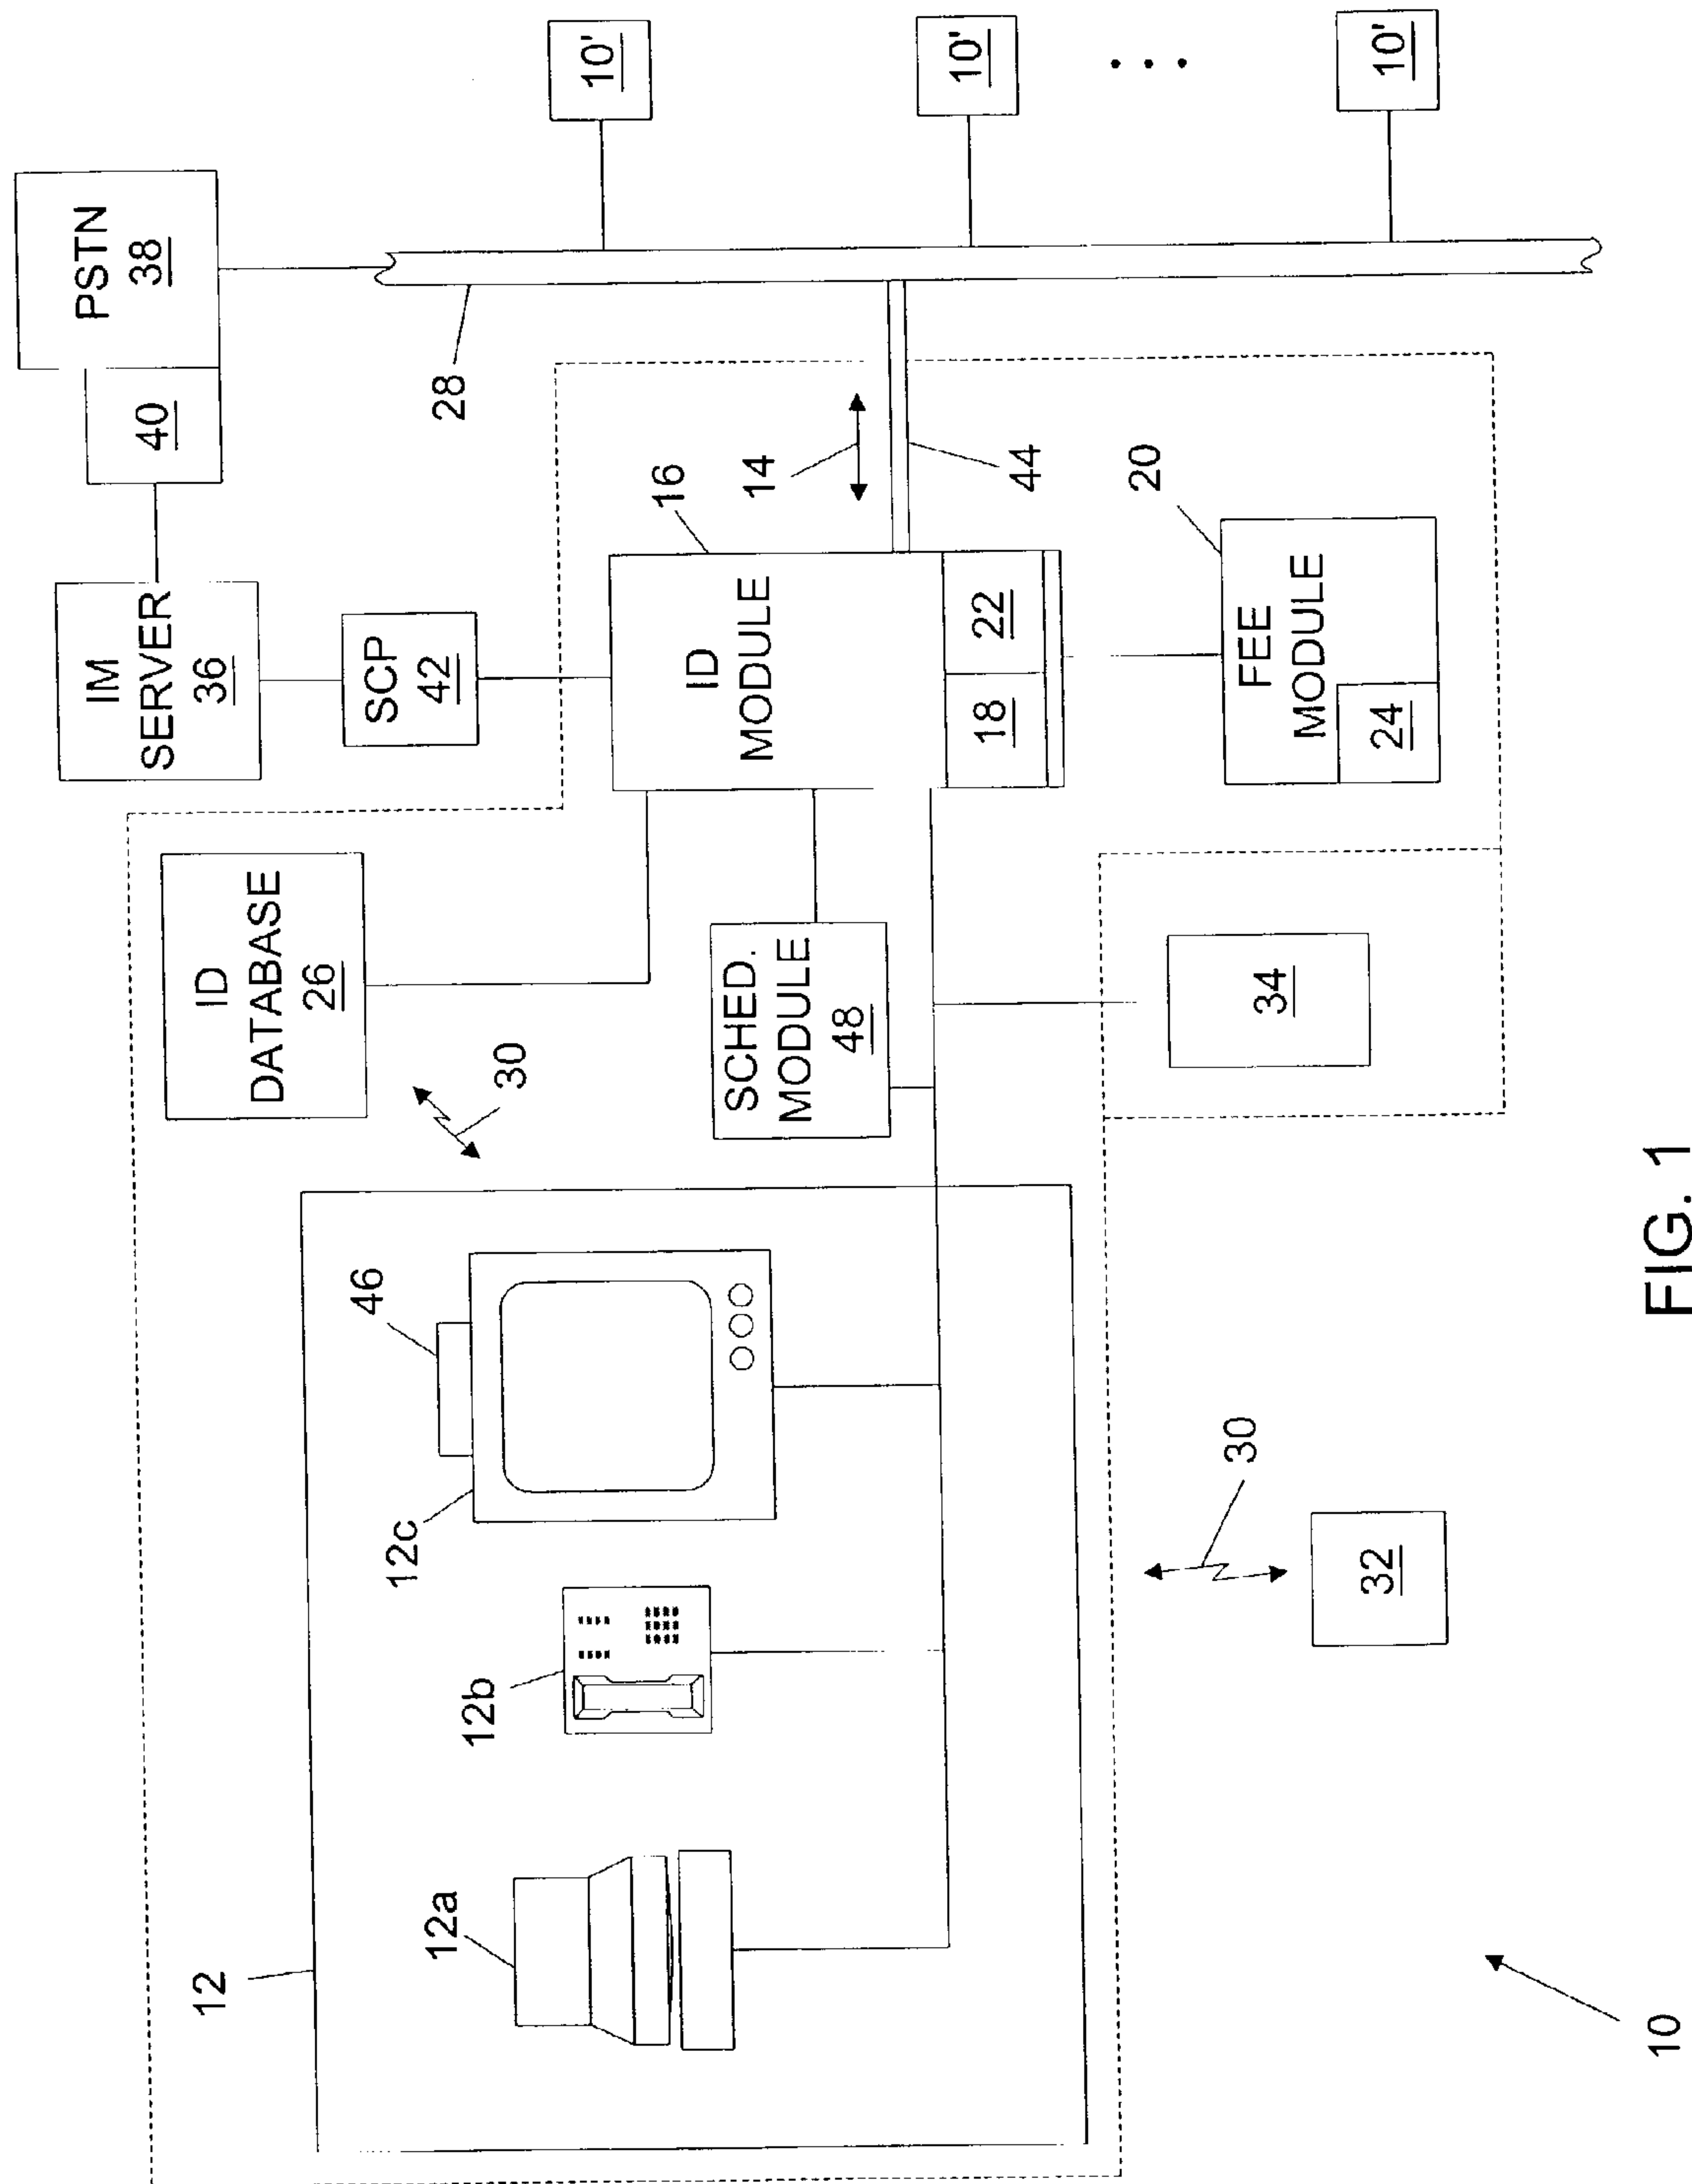 PSTN
38
40
10'
10'
10'
28
IM
SERVER
36
SCP
42
16
14
44
ID
MODULE
18
22
20
FEE
MODULE
24
ID
DATABASE
26
30
SCHED.
MODULE
48
34
46
12c
12b
12a
12
30
32
10
FIG. 1